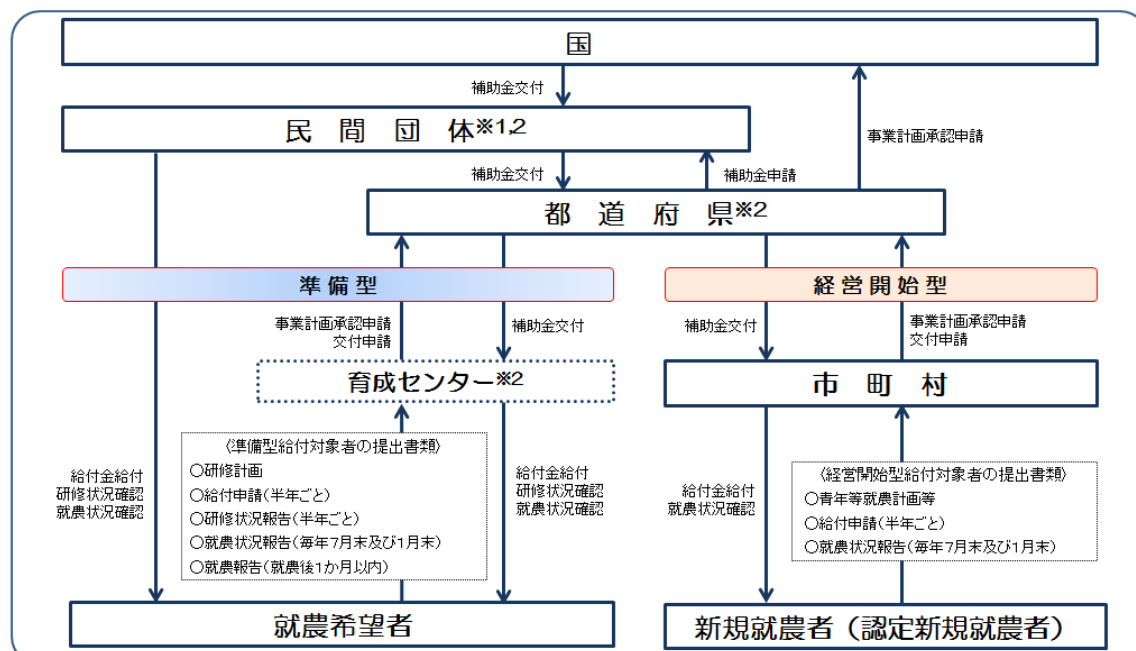 国
補助金交付
民間団体※1,2
事業計画承認申請
補助金交付
補助金申請
都道府県※2
準備型
経営開始型
事業計画承認申請
交付申請
補助金交付
補助金交付
事業計画承認申請
交付申請
育成センター※2
市町村
〈準備型給付対象者の提出書類〉
○研修計画
○給付申請(半年ごと)
○研修状況報告(半年ごと)
○就農状況報告(毎年7月末及び1月末)
○就農報告(就農後1か月以内)
給付金給付
研修状況確認
就農状況確認
給付金給付
研修状況確認
就農状況確認
給付金給付
就農状況確認
〈経営開始型給付対象者の提出書類〉
○青年等就農計画等
○給付申請(半年ごと)
○就農状況報告(毎年7月末及び1月末)
就農希望者
新規就農者（認定新規就農者）